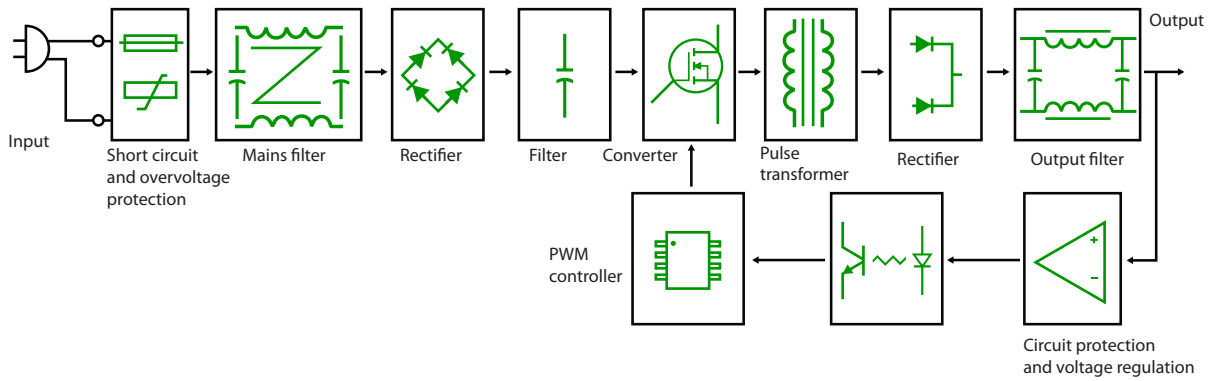 Output
Input
Short circuit
and overvoltage
protection
Mains filter
Rectifier
Filter
Converter
Pulse
transformer
Rectifier
Output filter
PWM
controller
+
−
Circuit protection
and voltage regulation